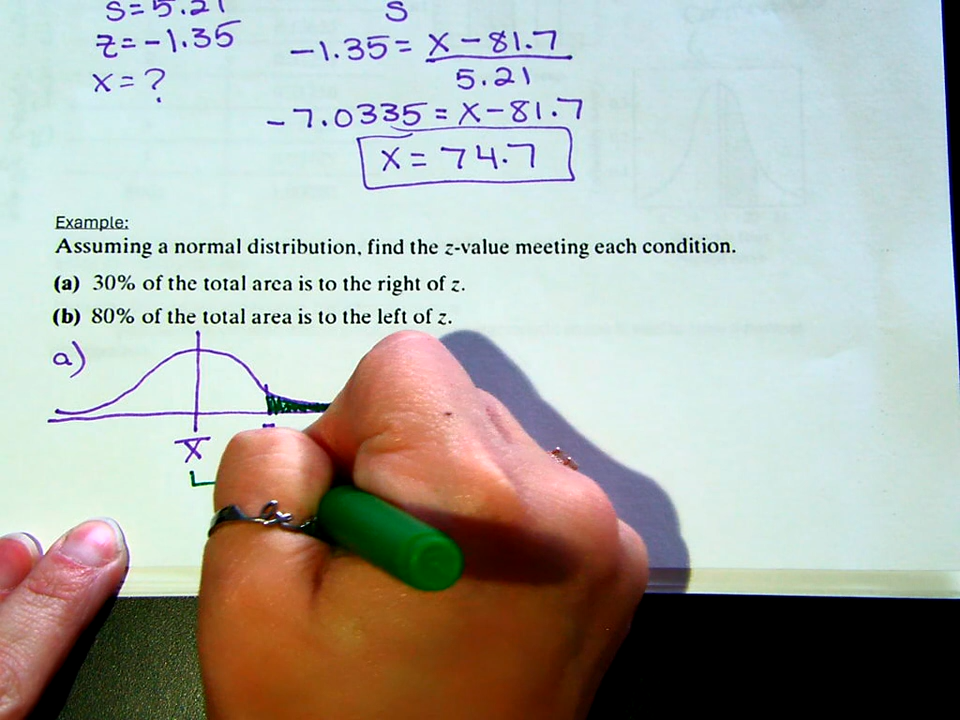 S=5.21
S
z=-1.35
-1.35= x-81.7
5.21
x=?
-7.0335=x-81.7
x=74.7
Example:
Assuming a normal distribution, find the z-value meeting each condition.
(a) 30% of the total area is to the right of z.
(b) 80% of the total area is to the left of z.
a)
x̅